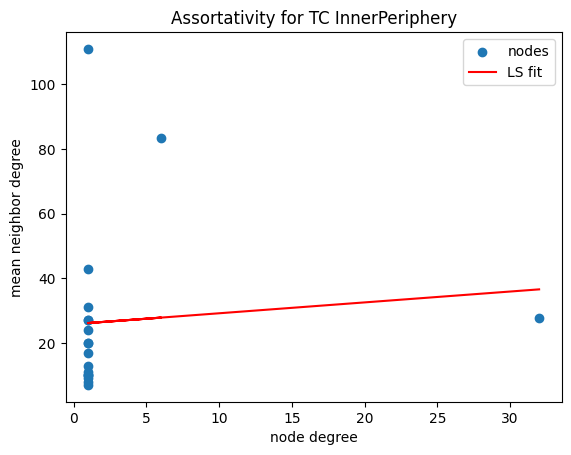 Assortativity for TC InnerPeriphery
nodes
LS fit
mean neighbor degree
100
80
60
40
20
0
5
10
15
20
25
30
node degree